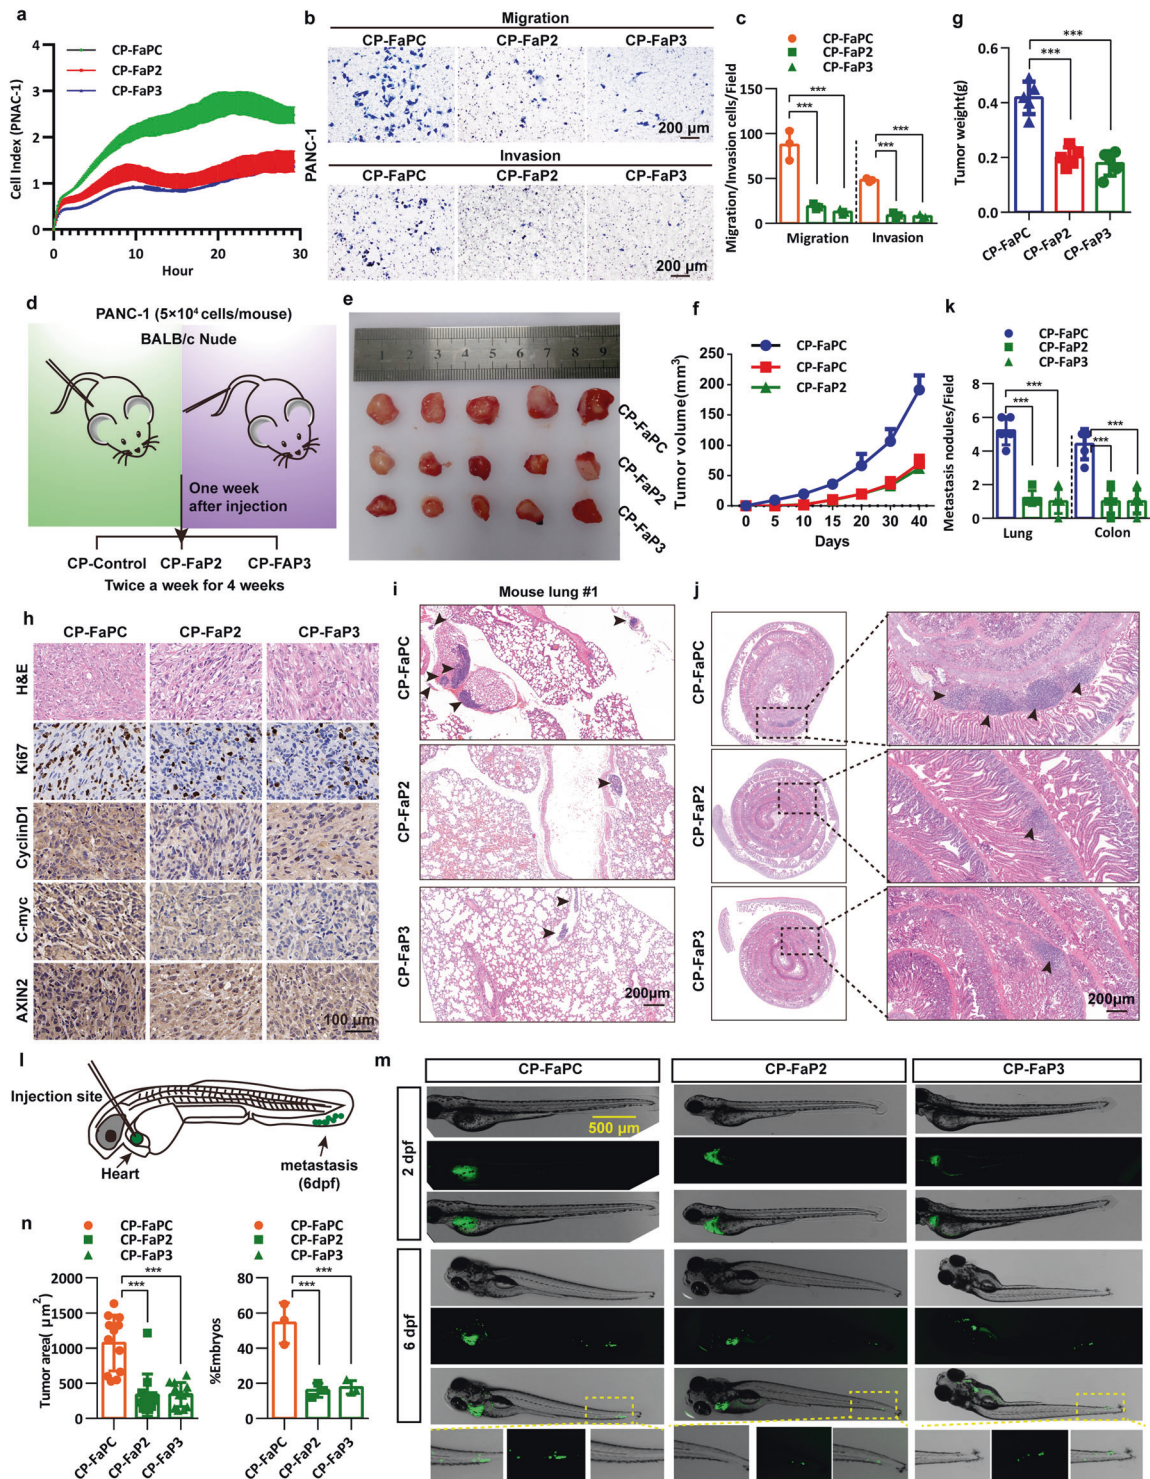 a
CP-FaPC
CP-FaP2
CP-FaP3
Cell Index (PNAC-1)
4
3
2
1
0
0
10
20
30
Hour
b
Migration
CP-FaPC
CP-FaP2
CP-FaP3
200 µm
PANC-1
Invasion
CP-FaPC
CP-FaP2
CP-FaP3
200 µm
c
CP-FaPC
CP-FaP2
CP-FaP3
Migration/Invasion cells/Field
150
100
50
0
***
***
***
***
Migration
Invasion
g
Tumor weight(g)
0.6
0.4
0.2
0.0
***
***
CP-FaPC
CP-FaP2
CP-FaP3
d
PANC-1 (5×10⁴ cells/mouse)
BALB/c Nude
One week
after injection
CP-Control
CP-FaP2
CP-FAP3
Twice a week for 4 weeks
e
1 2 3 4 5 6 7 8 9
CP-FaPC
CP-FaP2
CP-FaP3
f
CP-FaPC
CP-FaPC
CP-FaP2
Tumor volume(mm³)
250
200
150
100
50
0
0
5
10
15
20
30
40
Days
k
CP-FaPC
CP-FaP2
CP-FaP3
Metastasis nodules/Field
8
6
4
2
0
***
***
***
***
Lung
Colon
h
CP-FaPC
CP-FaP2
CP-FaP3
H&E
Ki67
CyclinD1
C-myc
AXIN2
100 µm
i
Mouse lung #1
CP-FaPC
CP-FaP2
CP-FaP3
200µm
j
CP-FaPC
CP-FaP2
CP-FaP3
200µm
l
Injection site
Heart
metastasis
(6dpf)
m
CP-FaPC
CP-FaP2
CP-FaP3
2 dpf
500 µm
6 dpf
n
CP-FaPC
CP-FaP2
CP-FaP3
Tumor area( µm²)
2000
1500
1000
500
0
***
***
CP-FaPC
CP-FaP2
CP-FaP3
CP-FaPC
CP-FaP2
CP-FaP3
%Embryos
80
60
40
20
0
***
***
CP-FaPC
CP-FaP2
CP-FaP3